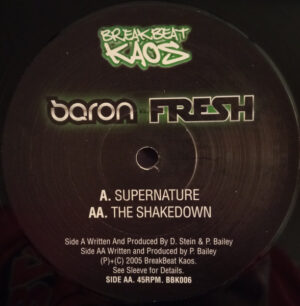 BREAKBEAT
KAOS
baron FRESH
A. SUPERNATURE
AA. THE SHAKEDOWN
Side A Written And Produced By D. Stein & P. Bailey
Side AA Written and Produced by P. Bailey
(P)+(C) 2005 BreakBeat Kaos.
See Sleeve for Details.
SIDE AA. 45RPM. BBK006